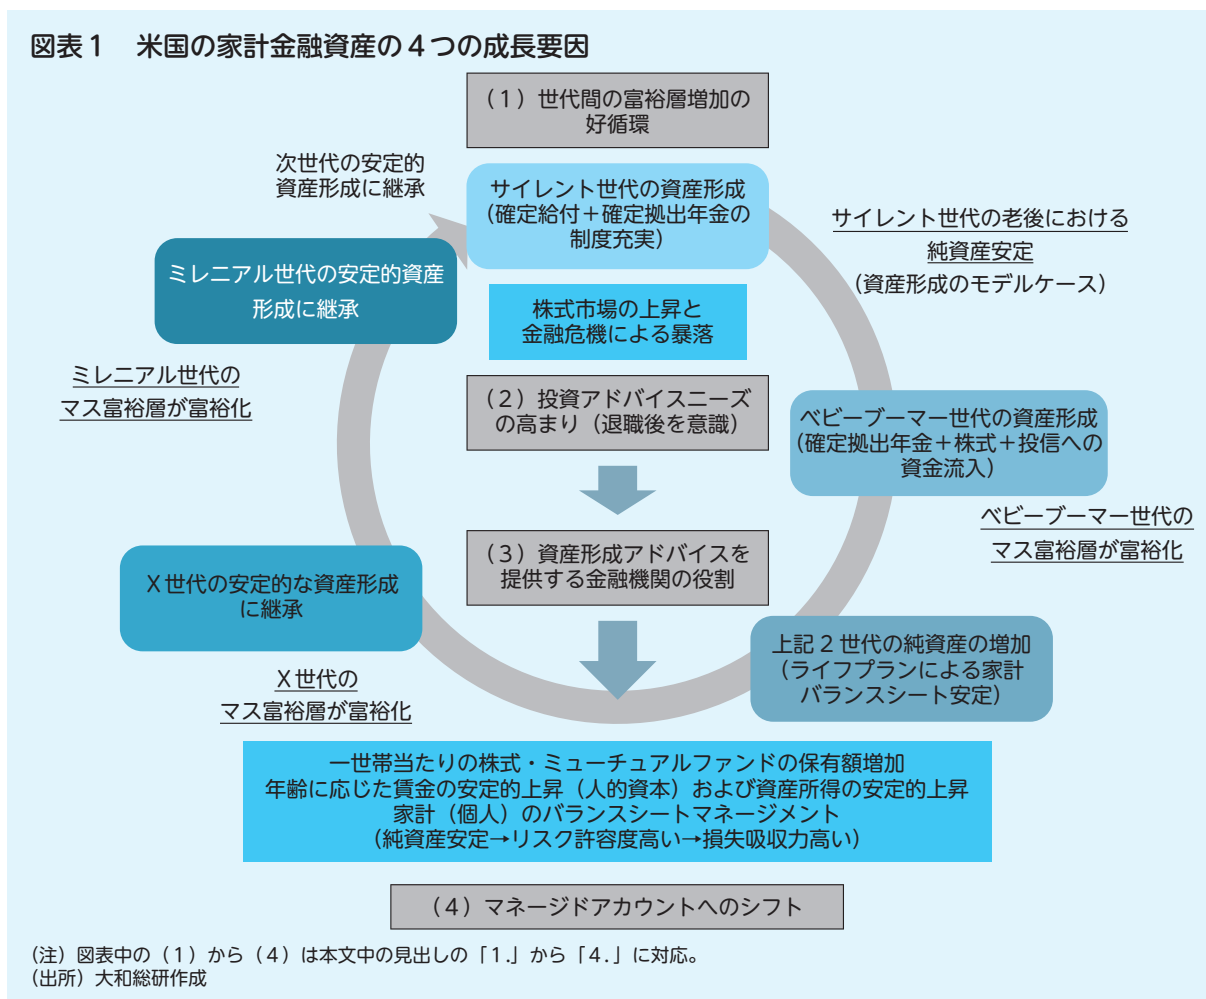 図表1 米国の家計金融資産の4つの成長要因
(1)世代間の富裕層増加の
好循環
次世代の安定的
資産形成に継承
サイレント世代の資産形成
(確定給付+確定拠出年金の
制度充実)
サイレント世代の老後における
純資産安定
(資産形成のモデルケース)
ミレニアル世代の安定的資産
形成に継承
株式市場の上昇と
金融危機による暴落
ミレニアル世代の
マス富裕層が富裕化
(2)投資アドバイスニーズ
の高まり(退職後を意識)
ベビーブーマー世代の資産形成
(確定拠出年金+株式+投信への
資金流入)
ベビーブーマー世代の
マス富裕層が富裕化
(3)資産形成アドバイスを
提供する金融機関の役割
X世代の安定的な資産形成
に継承
上記2世代の純資産の増加
(ライフプランによる家計
バランスシート安定)
X世代の
マス富裕層が富裕化
一世帯当たりの株式・ミューチュアルファンドの保有額増加
年齢に応じた賃金の安定的上昇(人的資本)および資産所得の安定的上昇
家計(個人)のバランスシートマネージメント
(純資産安定→リスク許容度高い→損失吸収力高い)
(4)マネージドアカウントへのシフト
(注)図表中の(1)から(4)は本文中の見出しの「1.」から「4.」に対応。
(出所)大和総研作成